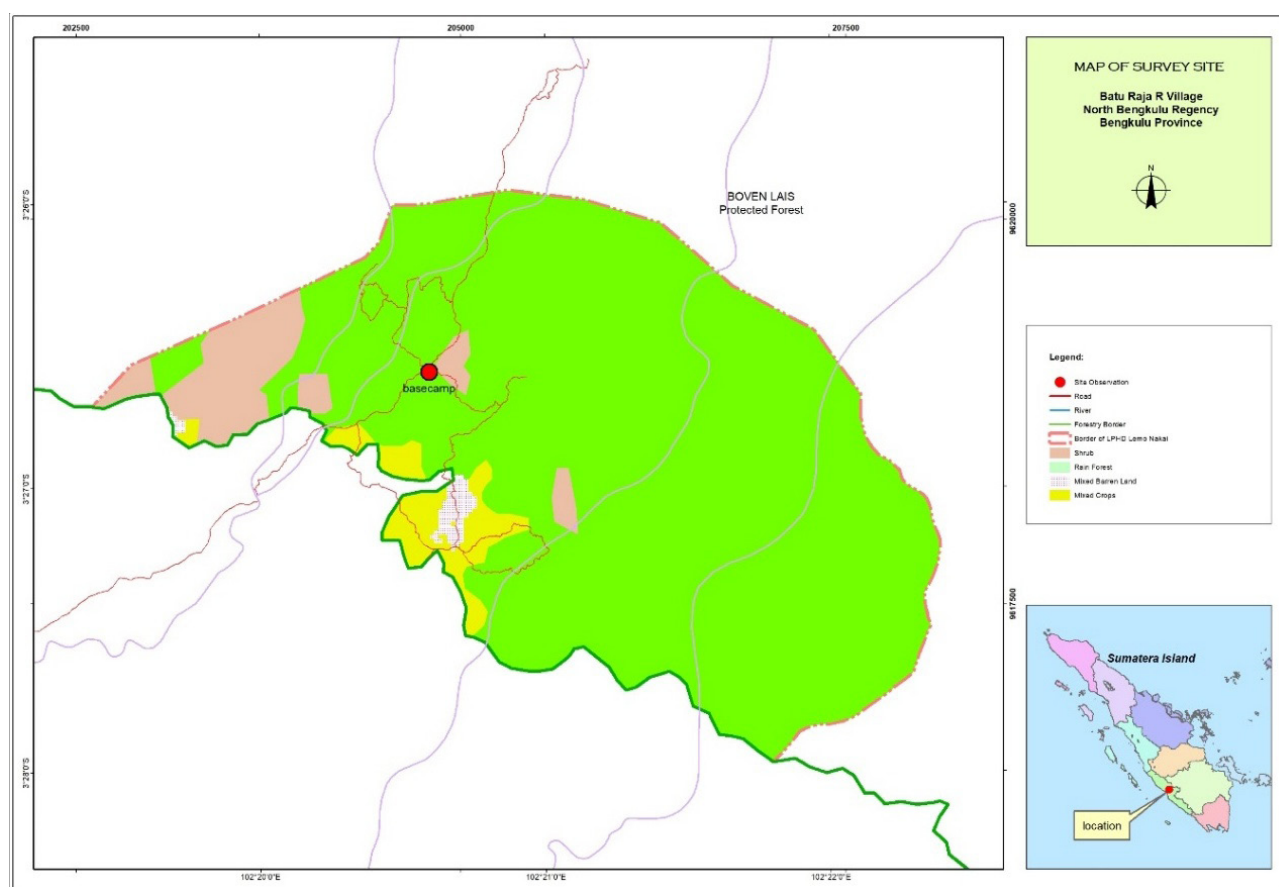 202500
205000
207500
3°26'0"S
3°27'0"S
3°28'0"S
9620000
9617500
102°20'0"E
102°21'0"E
102°22'0"E
BOVEN LAIS
Protected Forest
basecamp
MAP OF SURVEY SITE
Batu Raja R Village
North Bengkulu Regency
Bengkulu Province
N
Legend:
Site Observation
Road
River
Forestry Border
Border of LPHD Lemo Nakai
Shrub
Rain Forest
Mixed Barren Land
Mixed Crops
Sumatera Island
location